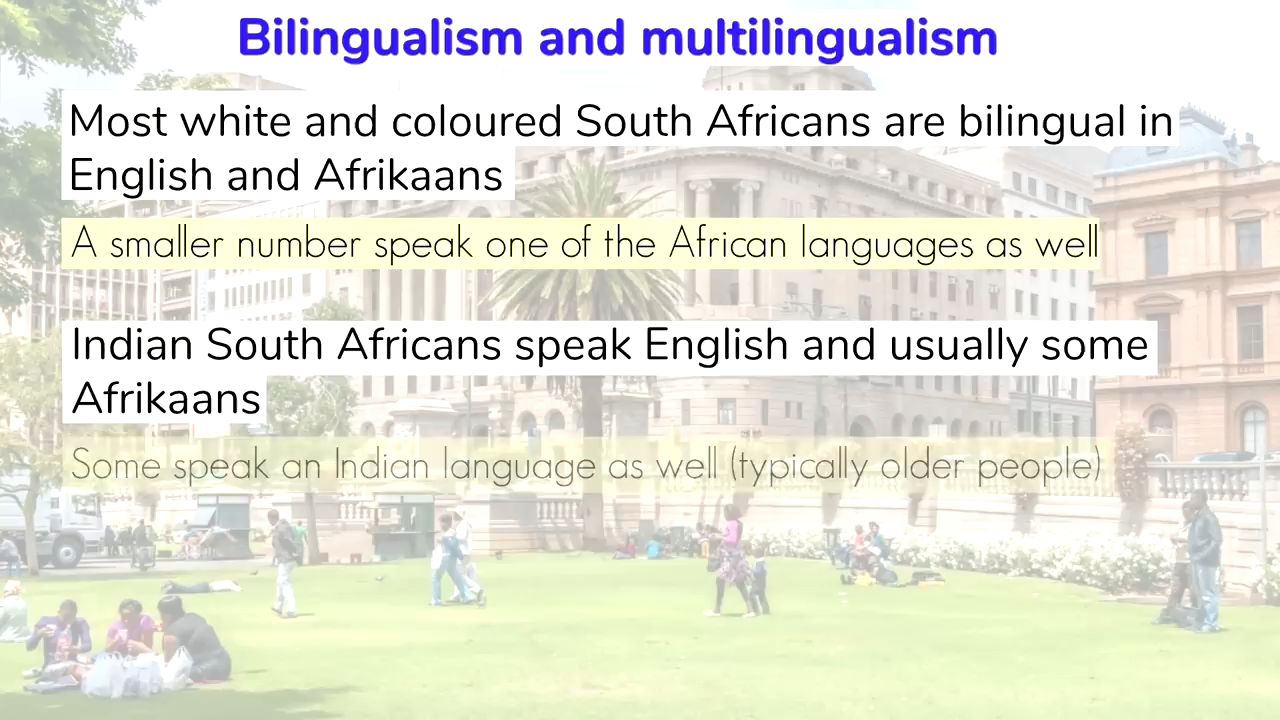 Bilingualism and multilingualism
Most white and coloured South Africans are bilingual in
English and Afrikaans
A smaller number speak one of the African languages as well
Indian South Africans speak English and usually some
Afrikaans
Some speak an Indian language as well (typically older people)